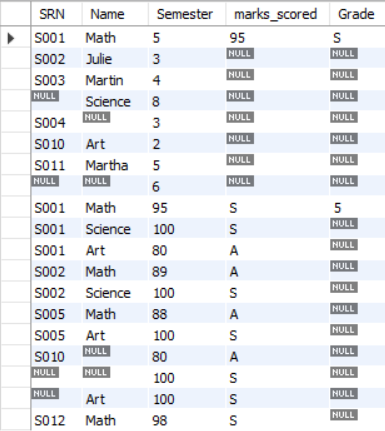 SRN Name Semester marks_scored Grade
S001 Math 5 95 S
S002 Julie 3 NULL NULL
S003 Martin 4 NULL NULL
NULL Science 8 NULL NULL
S004 NULL 3 NULL NULL
S010 Art 2 NULL NULL
S011 Martha 5 NULL NULL
NULL NULL 6 NULL NULL
S001 Math 95 S 5
S001 Science 100 S NULL
S001 Art 80 A NULL
S002 Math 89 A NULL
S002 Science 100 S NULL
S005 Math 88 A NULL
S005 Art 100 S NULL
S010 NULL 80 A NULL
NULL NULL 100 S NULL
NULL Art 100 S NULL
S012 Math 98 S NULL